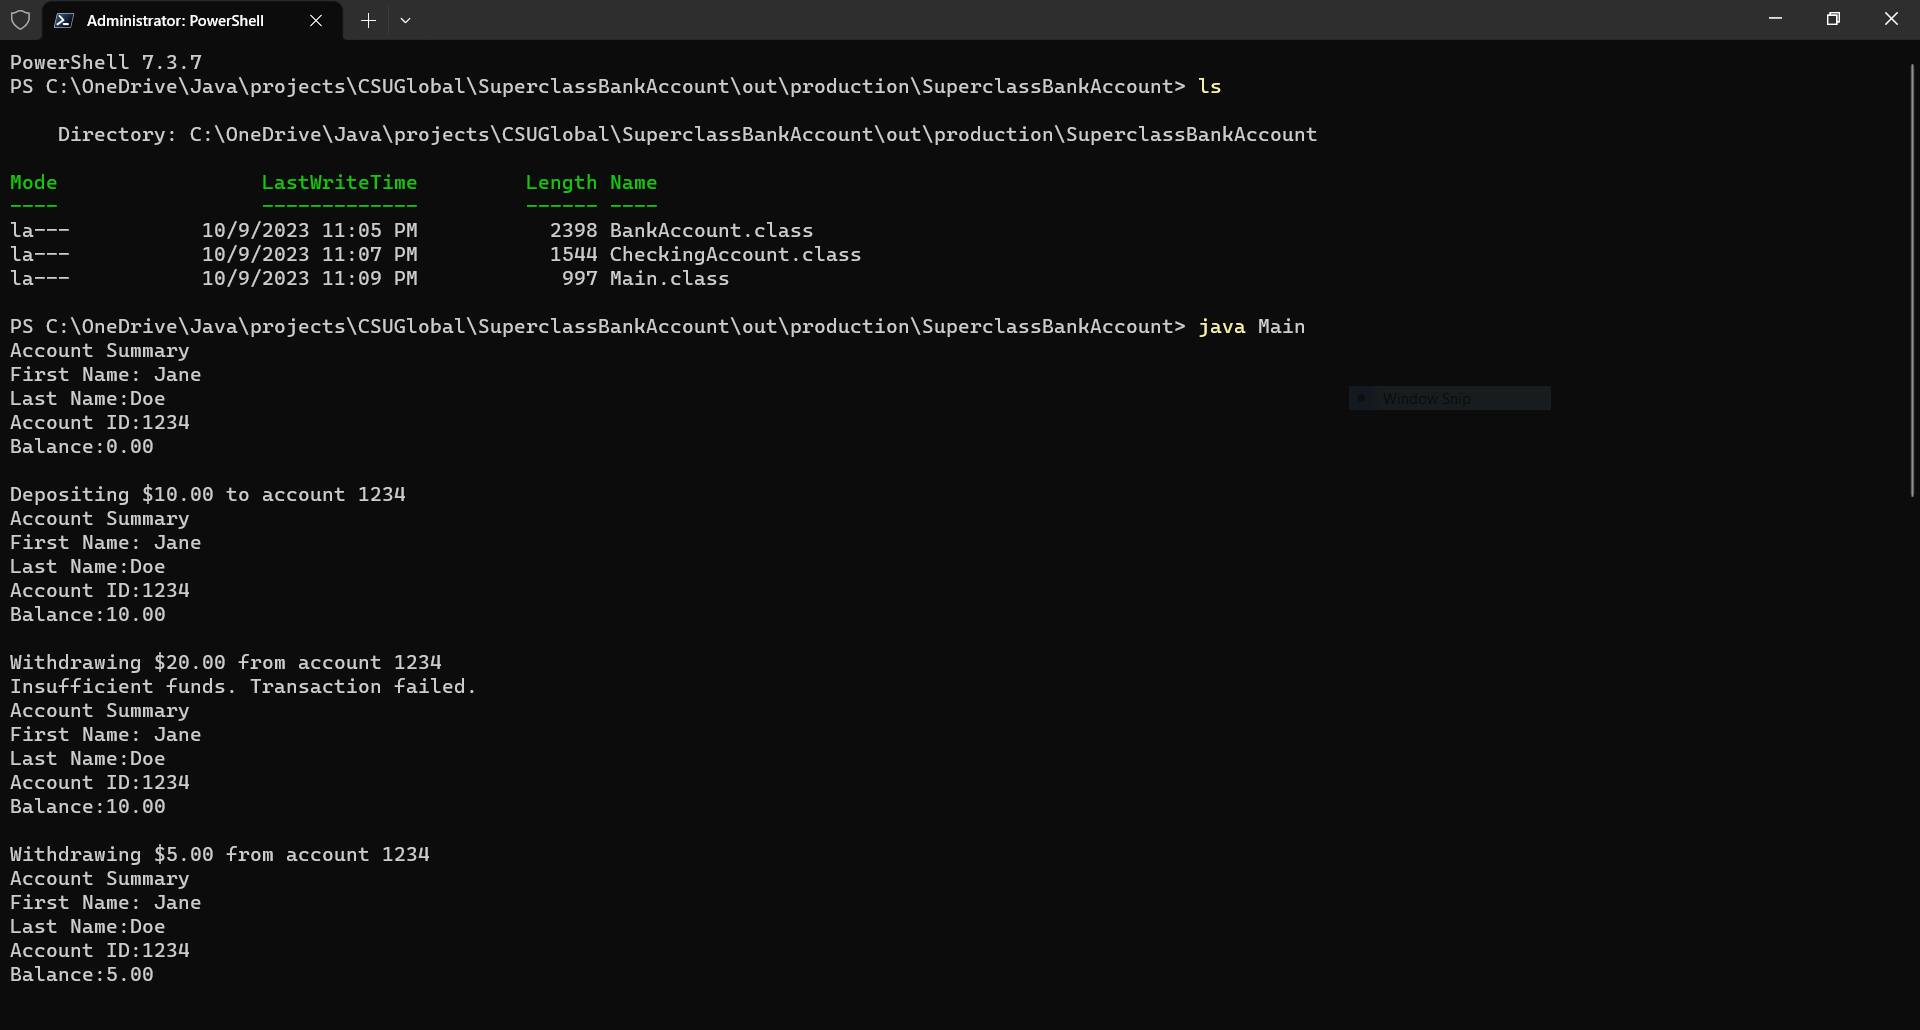 Administrator: PowerShell
PowerShell 7.3.7
PS C:\OneDrive\Java\projects\CSUGlobal\SuperclassBankAccount\out\production\SuperclassBankAccount> ls
Directory: C:\OneDrive\Java\projects\CSUGlobal\SuperclassBankAccount\out\production\SuperclassBankAccount
Mode LastWriteTime Length Name
---- ------------- ------ ----
la--- 10/9/2023 11:05 PM 2398 BankAccount.class
la--- 10/9/2023 11:07 PM 1544 CheckingAccount.class
la--- 10/9/2023 11:09 PM 997 Main.class
PS C:\OneDrive\Java\projects\CSUGlobal\SuperclassBankAccount\out\production\SuperclassBankAccount> java Main
Account Summary
First Name: Jane
Last Name:Doe
Window Snip
Account ID:1234
Balance:0.00
Depositing $10.00 to account 1234
Account Summary
First Name: Jane
Last Name:Doe
Account ID:1234
Balance:10.00
Withdrawing $20.00 from account 1234
Insufficient funds. Transaction failed.
Account Summary
First Name: Jane
Last Name:Doe
Account ID:1234
Balance:10.00
Withdrawing $5.00 from account 1234
Account Summary
First Name: Jane
Last Name:Doe
Account ID:1234
Balance:5.00